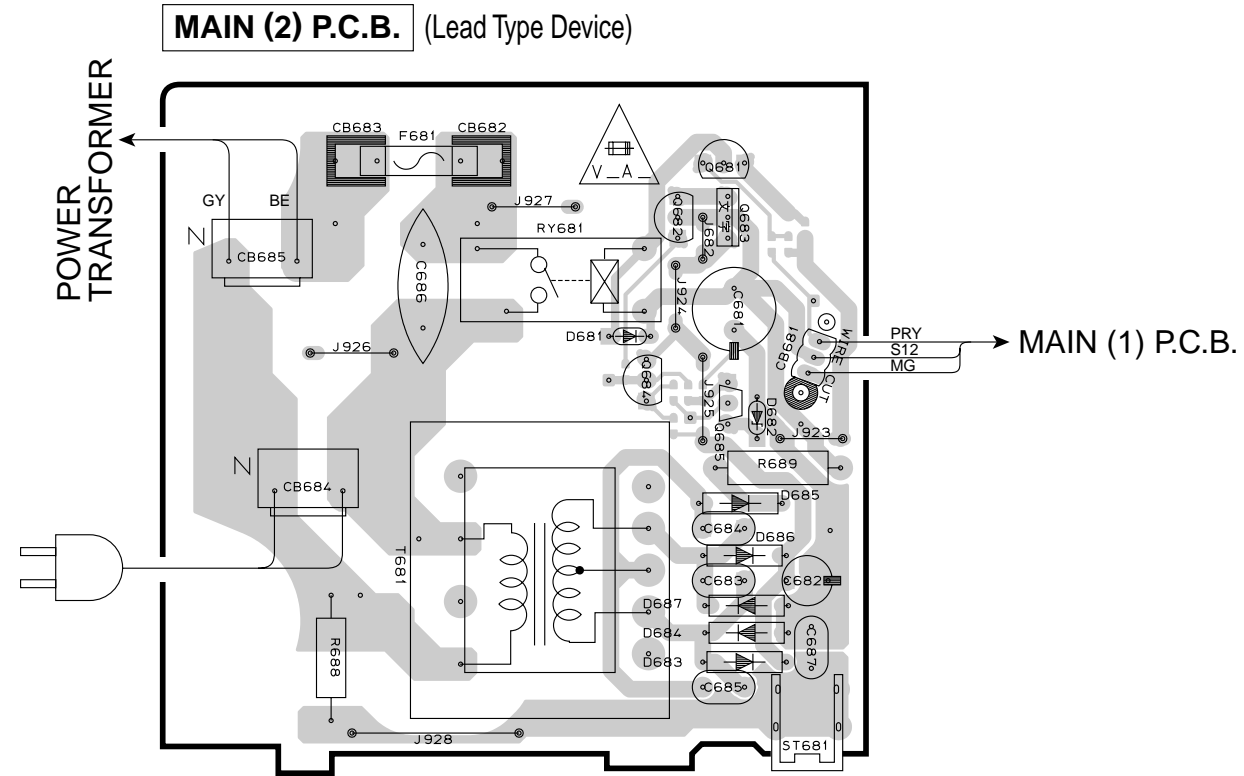 MAIN (2) P.C.B. (Lead Type Device)
POWER
TRANSFORMER
CB683
F681
CB682
V _ A _
Q681
GY
BE
N
CB685
J927
RY681
Q682
J682
Q683
C686
J924
C681
D681
CB681
WIRE CUT
PRY
S12
MG
MAIN (1) P.C.B.
J926
Q684
J925
Q685
D682
J923
N
CB684
R689
D685
C684
D686
T681
C683
C682
D687
D684
C687
D683
R688
C685
J928
ST681